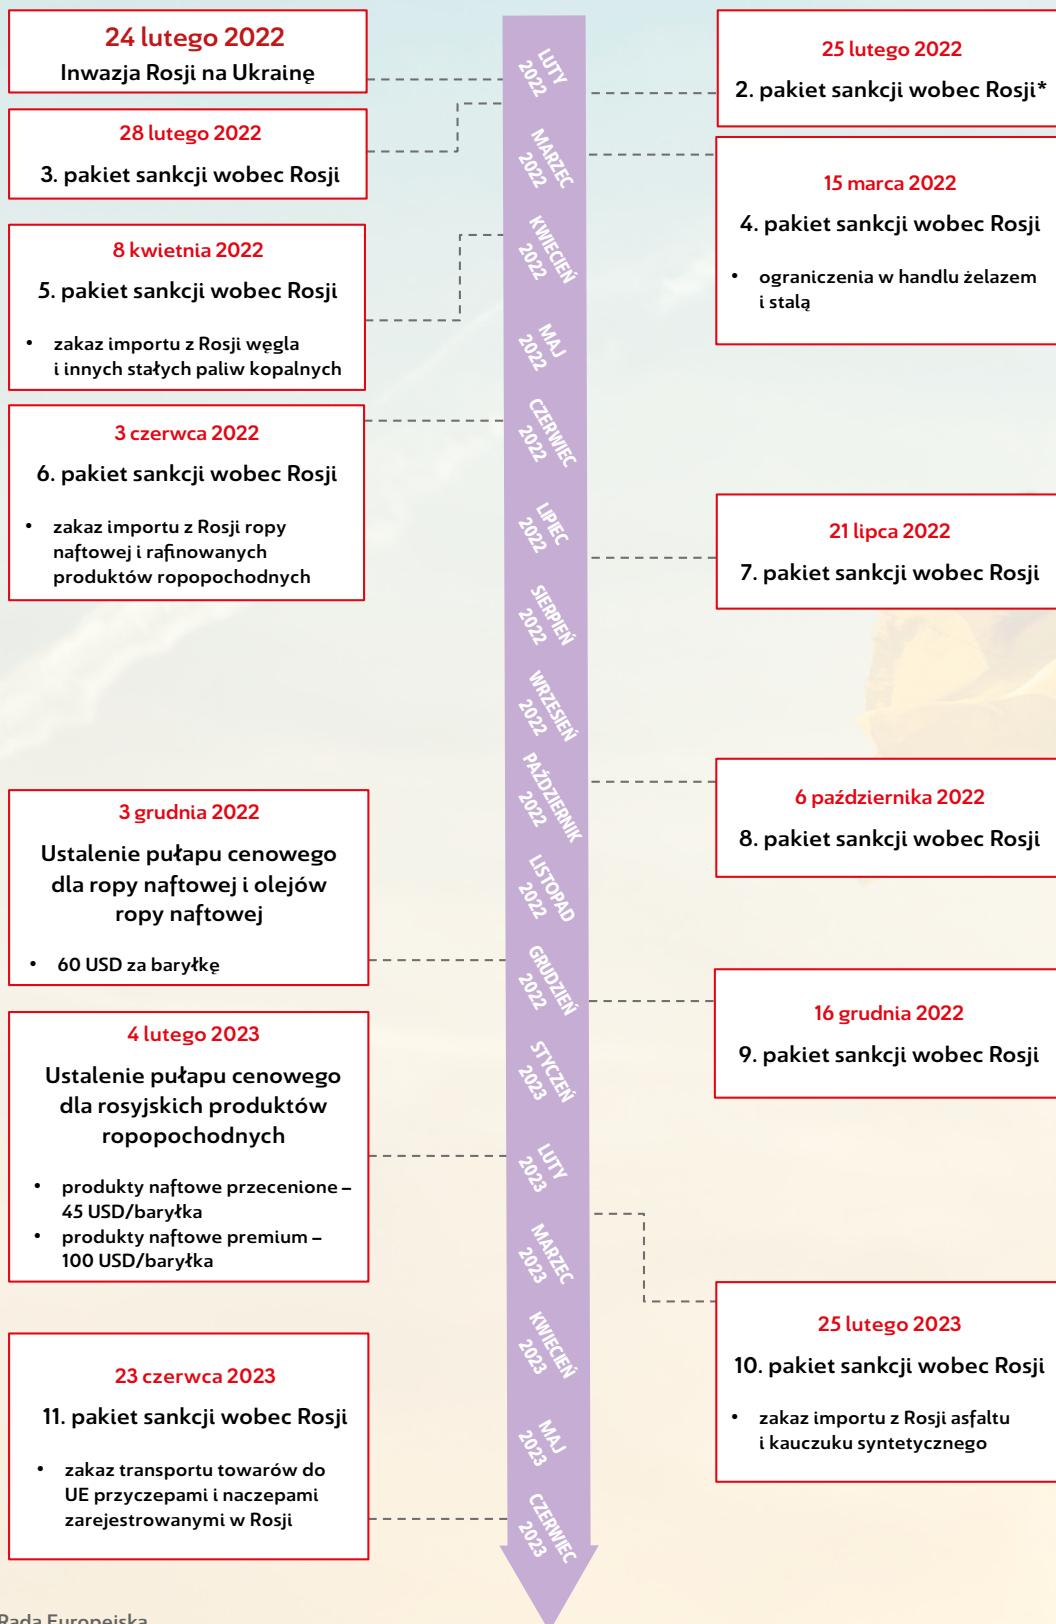 24 lutego 2022
Inwazja Rosji na Ukrainę
25 lutego 2022
2. pakiet sankcji wobec Rosji*
28 lutego 2022
3. pakiet sankcji wobec Rosji
15 marca 2022
4. pakiet sankcji wobec Rosji
• ograniczenia w handlu żelazem
i stalą
8 kwietnia 2022
5. pakiet sankcji wobec Rosji
• zakaz importu z Rosji węgla
i innych stałych paliw kopalnych
3 czerwca 2022
6. pakiet sankcji wobec Rosji
• zakaz importu z Rosji ropy
naftowej i rafinowanych
produktów ropopochodnych
21 lipca 2022
7. pakiet sankcji wobec Rosji
6 października 2022
8. pakiet sankcji wobec Rosji
3 grudnia 2022
Ustalenie pułapu cenowego
dla ropy naftowej i olejów
ropy naftowej
• 60 USD za baryłkę
16 grudnia 2022
9. pakiet sankcji wobec Rosji
4 lutego 2023
Ustalenie pułapu cenowego
dla rosyjskich produktów
ropopochodnych
• produkty naftowe przecenione –
45 USD/baryłka
• produkty naftowe premium –
100 USD/baryłka
25 lutego 2023
10. pakiet sankcji wobec Rosji
• zakaz importu z Rosji asfaltu
i kauczuku syntetycznego
23 czerwca 2023
11. pakiet sankcji wobec Rosji
• zakaz transportu towarów do
UE przyczepami i naczepami
zarejestrowanymi w Rosji
LUTY
2022
MARZEC
2022
KWIECIEŃ
2022
MAJ
2022
CZERWIEC
2022
LIPIEC
2022
SIERPIEŃ
2022
WRZESIEŃ
2022
PAŹDZIERNIK
2022
LISTOPAD
2022
GRUDZIEŃ
2022
STYCZEŃ
2023
LUTY
2023
MARZEC
2023
KWIECIEŃ
2023
MAJ
2023
CZERWIEC
2023
Rada Europejska